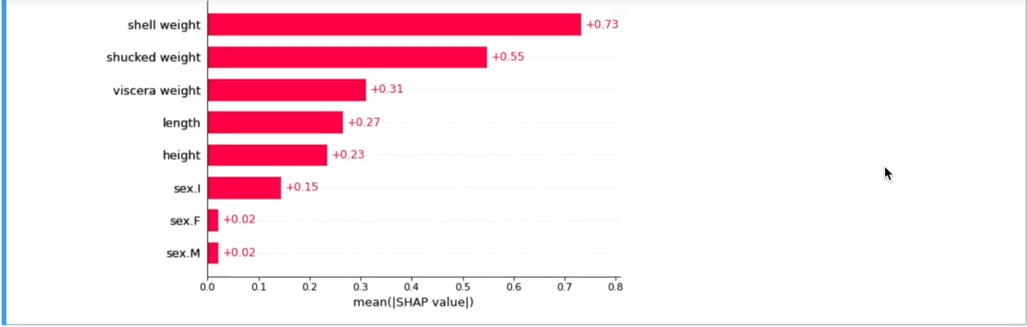 shell weight +0.73
shucked weight +0.55
viscera weight +0.31
length +0.27
height +0.23
sex.I +0.15
sex.F +0.02
sex.M +0.02
0.0 0.1 0.2 0.3 0.4 0.5 0.6 0.7 0.8
mean(|SHAP value|)